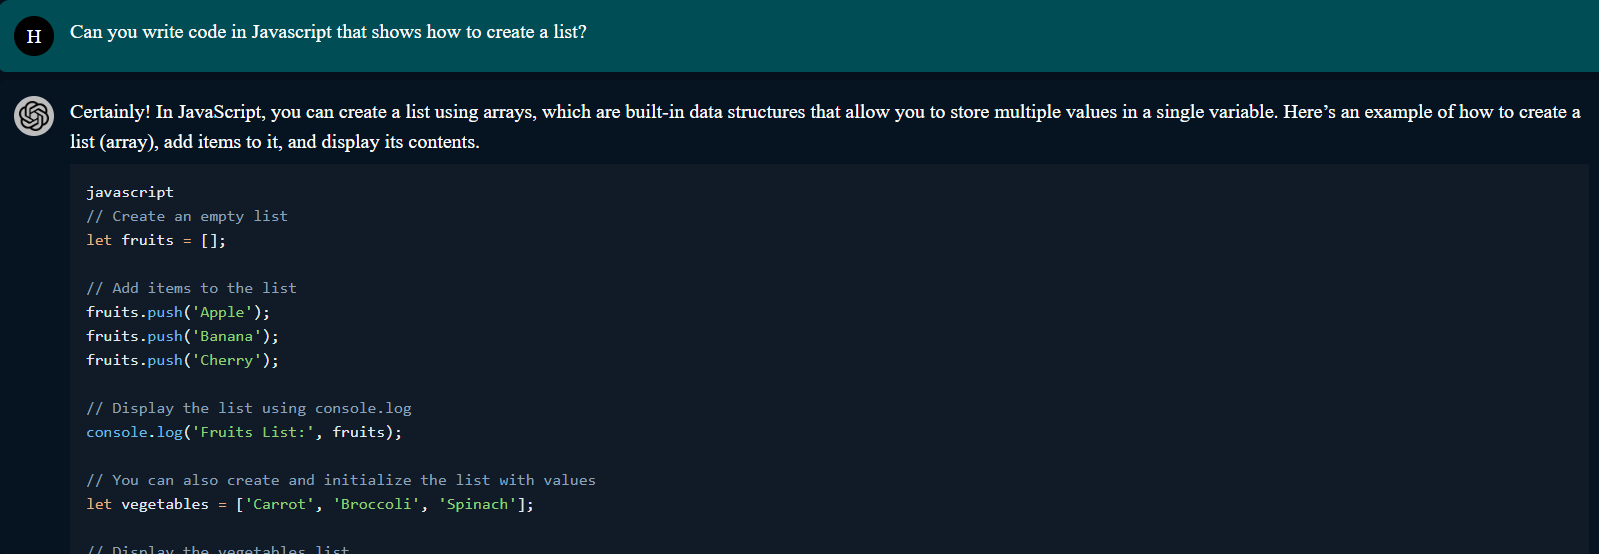 H
Can you write code in Javascript that shows how to create a list?
Certainly! In JavaScript, you can create a list using arrays, which are built-in data structures that allow you to store multiple values in a single variable. Here’s an example of how to create a
list (array), add items to it, and display its contents.
javascript
// Create an empty list
let fruits = [];
// Add items to the list
fruits.push('Apple');
fruits.push('Banana');
fruits.push('Cherry');
// Display the list using console.log
console.log('Fruits List:', fruits);
// You can also create and initialize the list with values
let vegetables = ['Carrot', 'Broccoli', 'Spinach'];
// Display the vegetables list